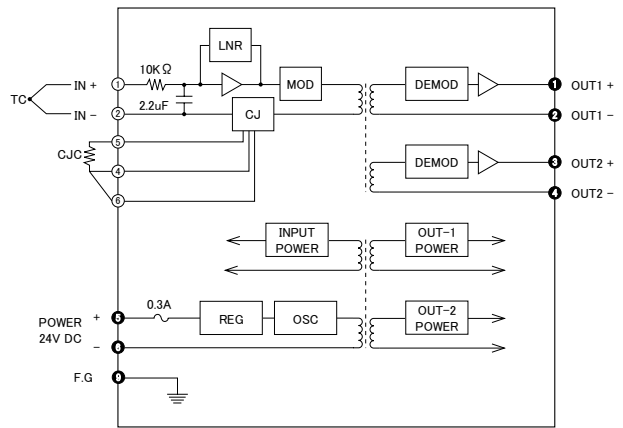 LNR
10KΩ
TC
IN +
1
MOD
DEMOD
1
OUT1 +
2.2uF
IN −
2
CJ
2
OUT1 −
5
CJC
DEMOD
3
OUT2 +
4
6
4
OUT2 −
INPUT
POWER
OUT-1
POWER
0.3A
POWER
24V DC
+
5
REG
OSC
OUT-2
POWER
−
F.G
9